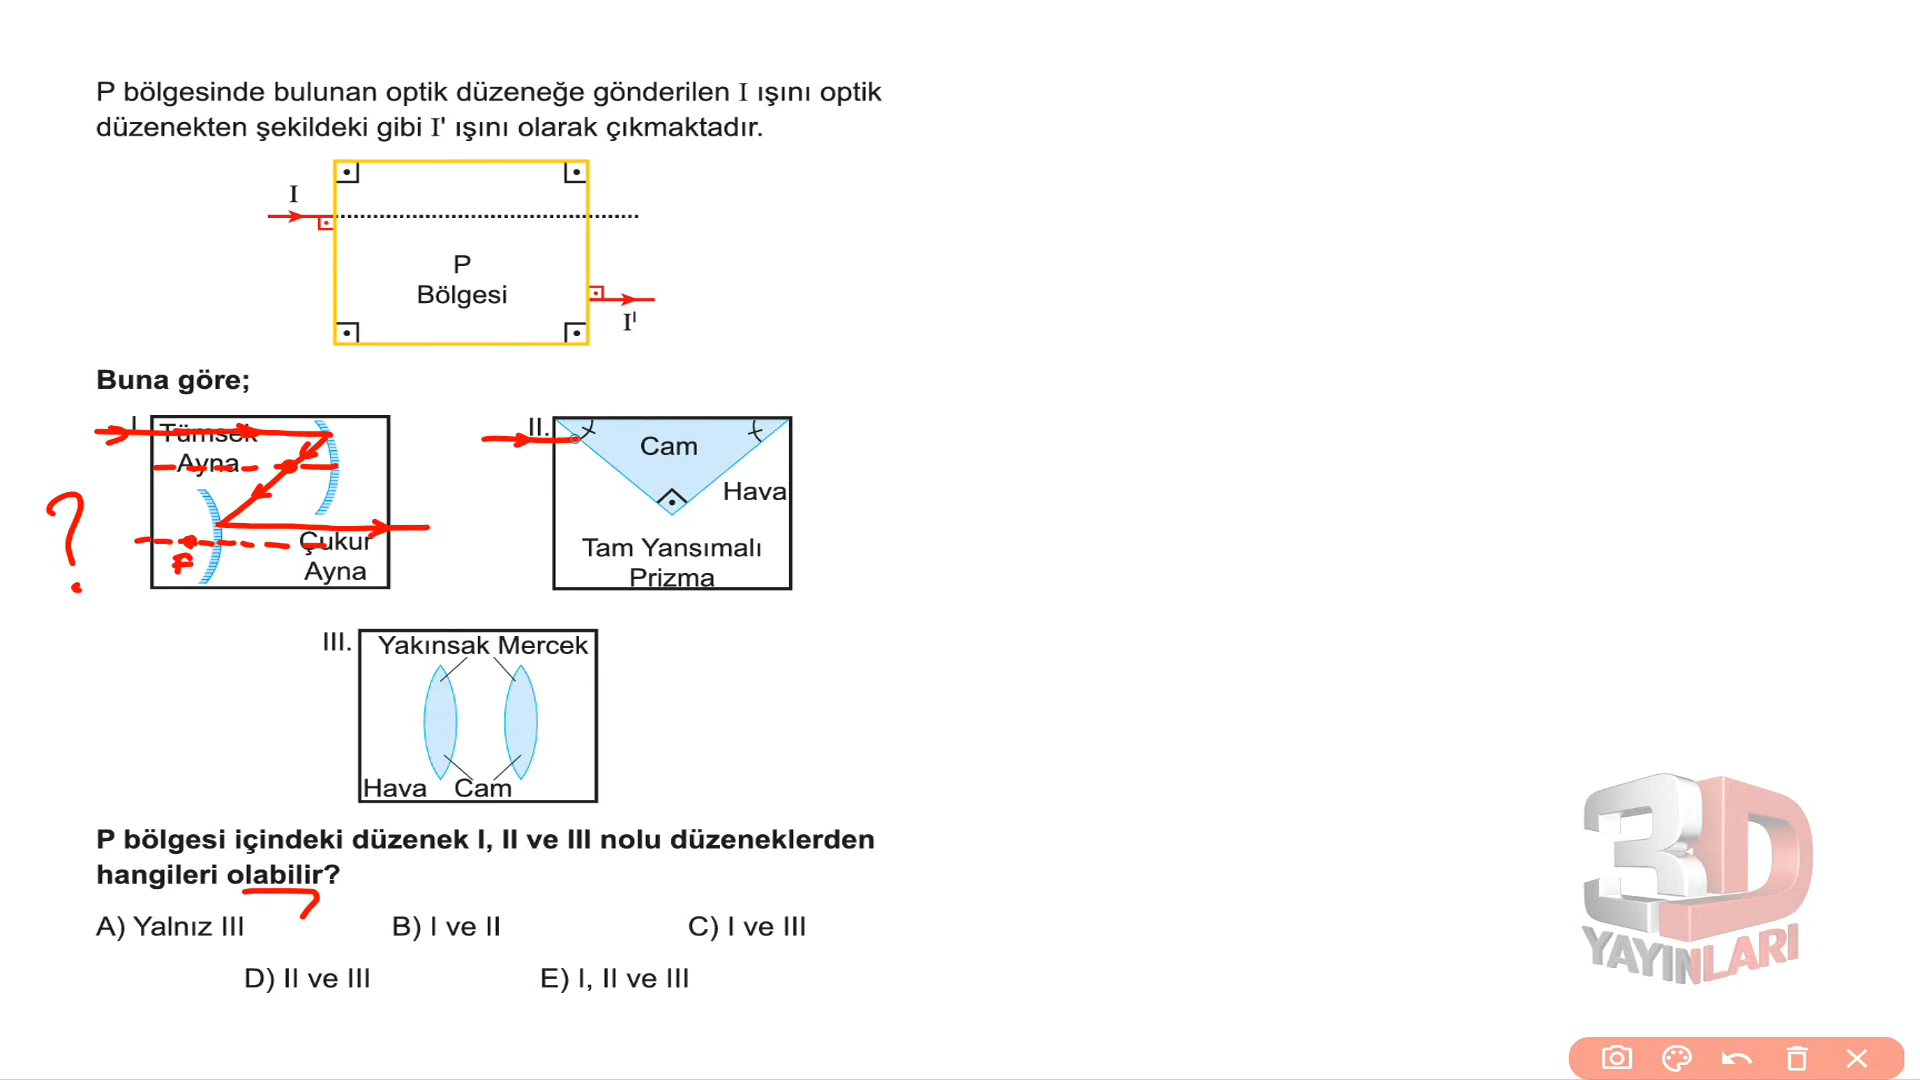 P bölgesinde bulunan optik düzeneğe gönderilen I ışını optik
düzenekten şekildeki gibi I' ışını olarak çıkmaktadır.
I
P
Bölgesi
I'
Buna göre;
I.
Tümsek
Ayna
F
Çukur
Ayna
?
II.
Cam
Hava
Tam Yansımalı
Prizma
III.
Yakınsak Mercek
Hava
Cam
P bölgesi içindeki düzenek I, II ve III nolu düzeneklerden
hangileri olabilir?
A) Yalnız III
B) I ve II
C) I ve III
D) II ve III
E) I, II ve III
3D
YAYINLARI